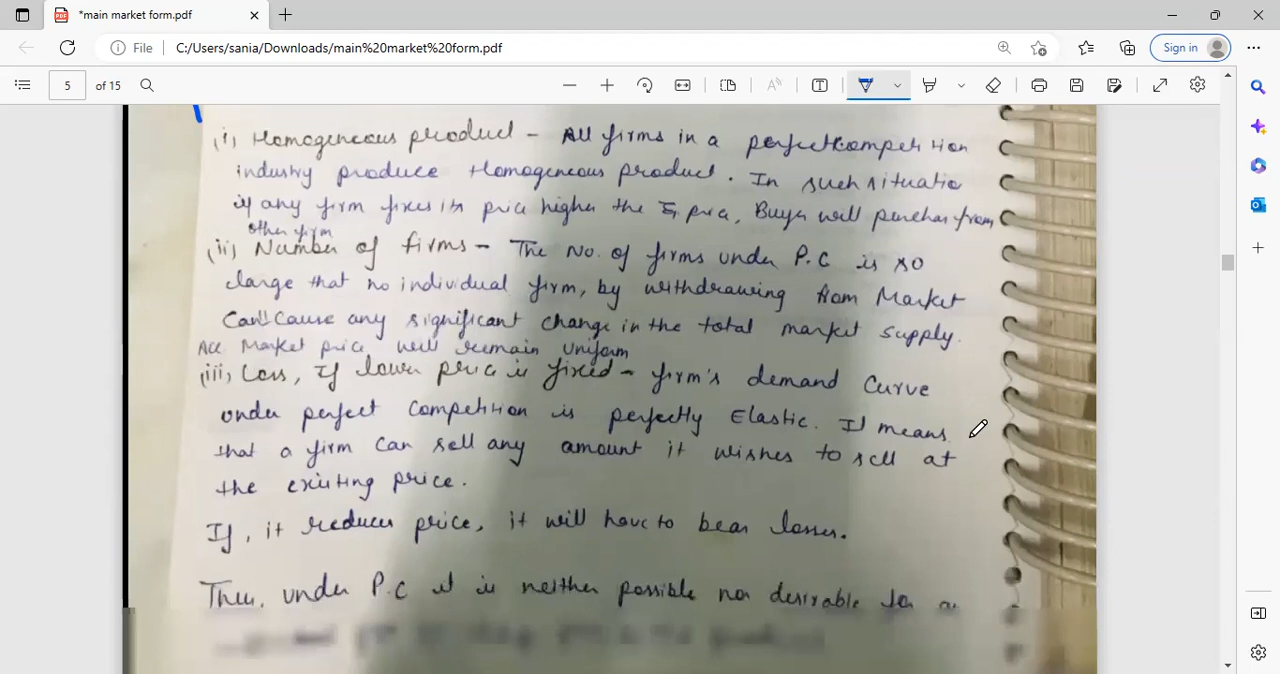 *main market form.pdf
File
C:/Users/sania/Downloads/main%20market%20form.pdf
Sign in
5 of 15
(i) Homogeneous product - All firms in a perfect competition
industry produce Homogeneous product. In such situatio
if any firm fixes its price higher the price, Buyer will purchas from
other firm
(ii) Number of firms - The No. of firms under P.C is so
large that no individual firm, by withdrawing from Market
Can't Cause any significant change in the total market supply.
Acc Market price will remain Uniform
(iii) Loss, If lower price is fixed - firm's demand Curve
under perfect Competition is perfectly Elastic. It means
that a firm can sell any amount it wishes to sell at
the existing price.
If, it reduces price, it will have to bear losses.
Thus, under P.C it is neither possible nor desirable for a